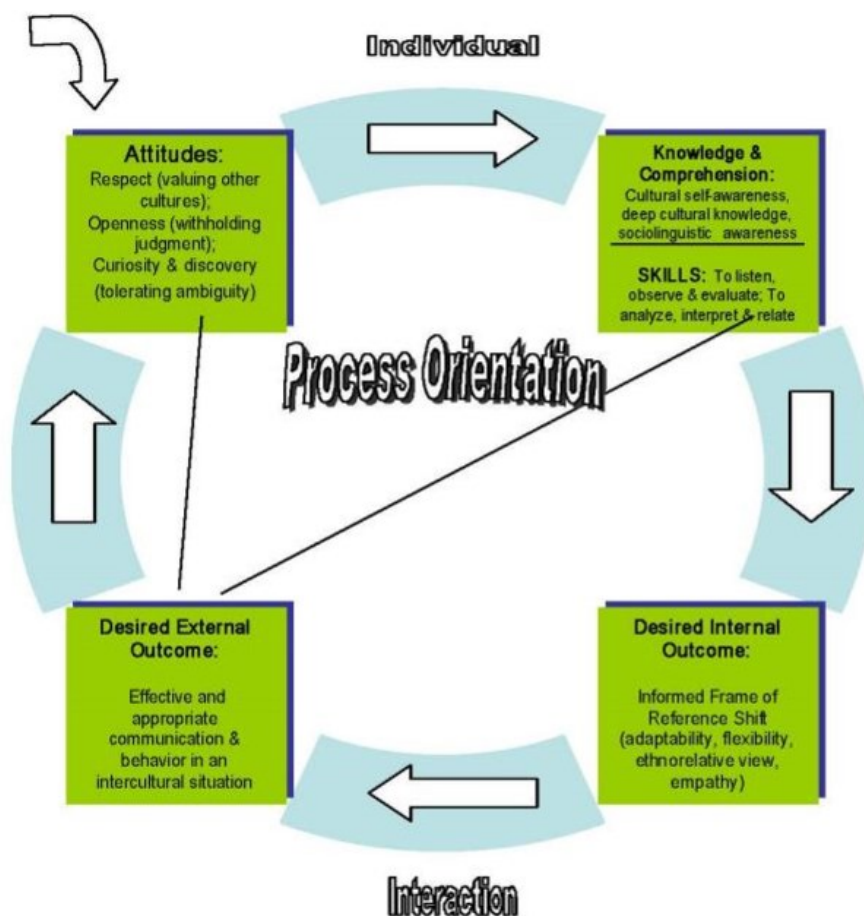 Individual
Attitudes:
Respect (valuing other
cultures);
Openness (withholding
judgment);
Curiosity & discovery
(tolerating ambiguity)
Knowledge &
Comprehension:
Cultural self-awareness,
deep cultural knowledge,
sociolinguistic awareness
SKILLS: To listen,
observe & evaluate; To
analyze, interpret & relate
Process Orientation
Desired External
Outcome:
Effective and
appropriate
communication &
behavior in an
intercultural situation
Desired Internal
Outcome:
Informed Frame of
Reference Shift
(adaptability, flexibility,
ethnorelative view,
empathy)
Interaction